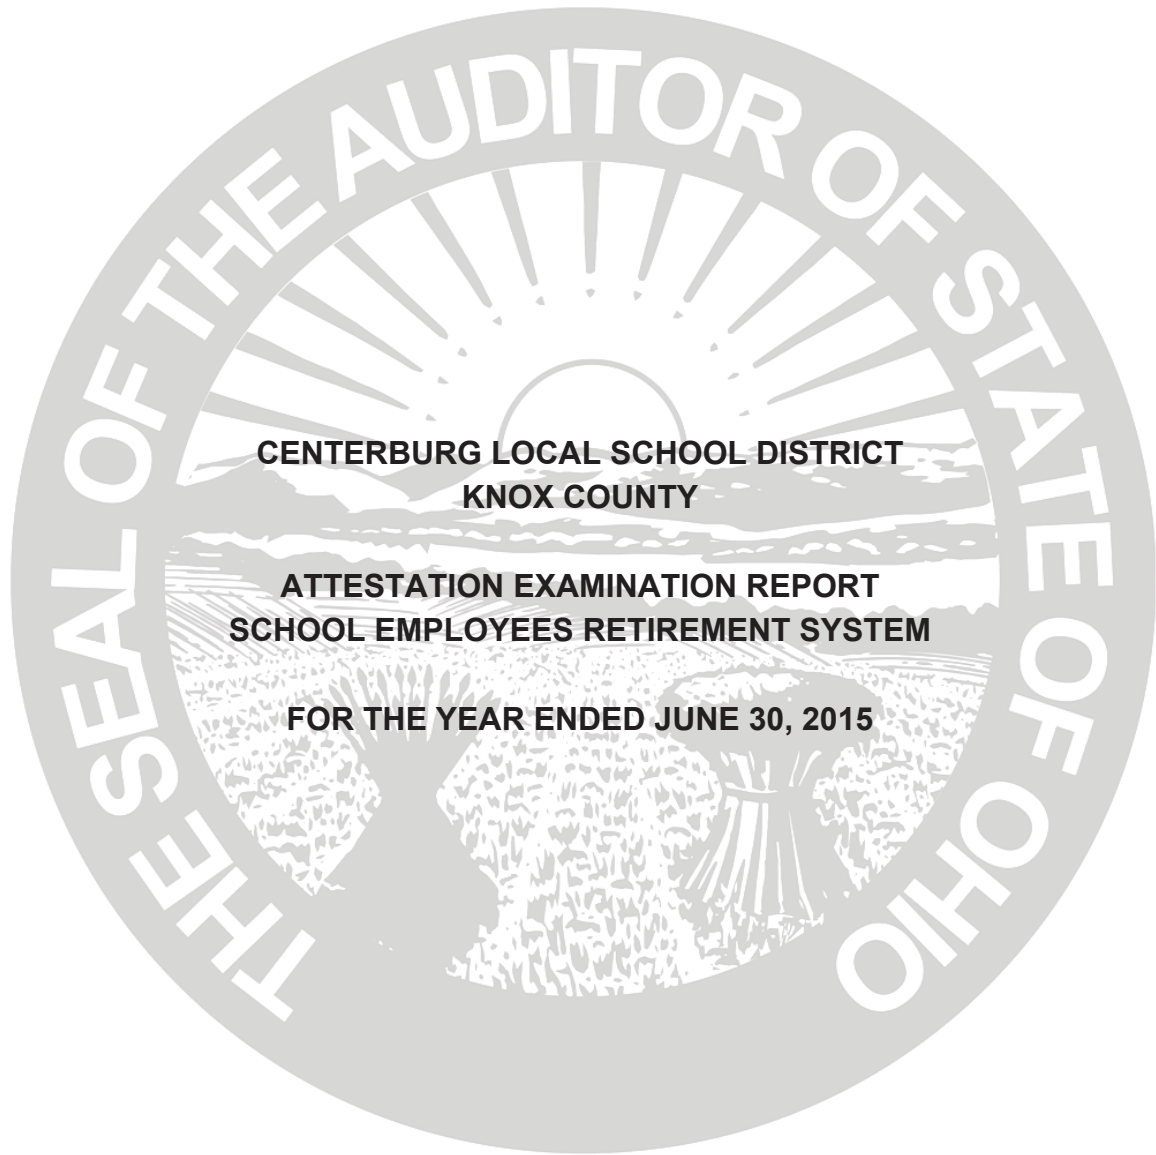 THE SEAL OF THE AUDITOR OF STATE OF OHIO
CENTERBURG LOCAL SCHOOL DISTRICT
KNOX COUNTY
ATTESTATION EXAMINATION REPORT
SCHOOL EMPLOYEES RETIREMENT SYSTEM
FOR THE YEAR ENDED JUNE 30, 2015